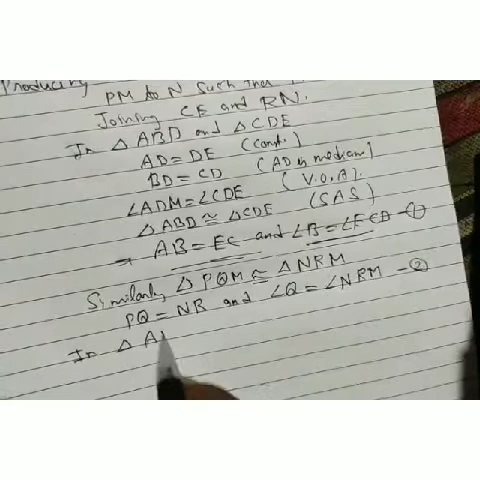 Producing
PM to N such that
Joining CE and RN.
In △ ABD and △ CDE
AD = DE (const.)
BD = CD (AD is median)
∠ADM = ∠CDE (V.O.A).
△ ABD ≅ △ CDE (SAS)
→ AB = EC and ∠B = ∠ECD -①
Similarly, △ PQM ≅ △ NRM
PQ = NR and ∠Q = ∠NRM -②
In △ A